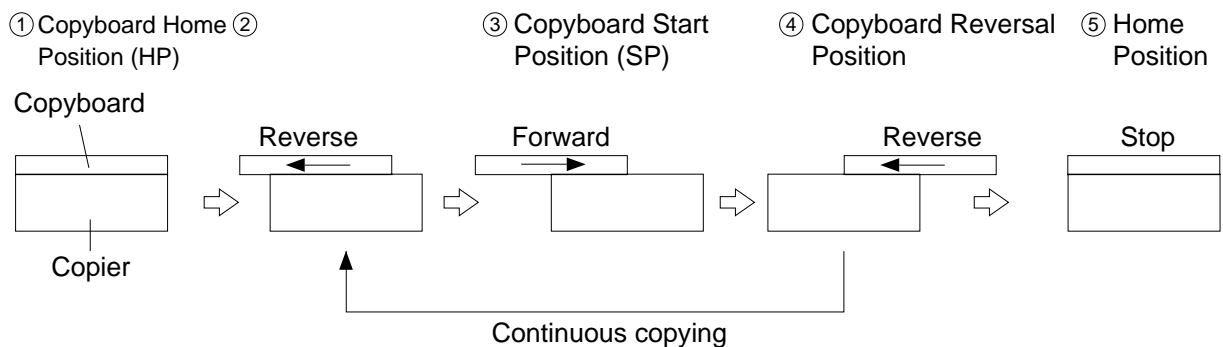 ① Copyboard Home ②
Position (HP)
③ Copyboard Start
Position (SP)
④ Copyboard Reversal
Position
⑤ Home
Position
Copyboard
Reverse
Forward
Reverse
Stop
Copier
Continuous copying